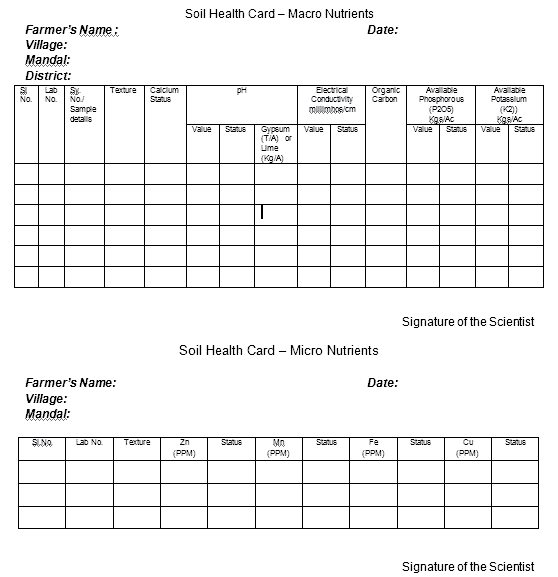 Soil Health Card – Macro Nutrients
Farmer's Name : Date:
Village:
Mandal:
District:
Sl No. Lab No. Sy. No./ Sample details Texture Calcium Status pH Electrical Conductivity millimhos/cm Organic Carbon Available Phosphorous (P2O5) Kgs/Ac Available Potassium (K2)) Kgs/Ac
Value Status Gypsum (T/A) or Lime (Kg/A) Value Status Value Status Value Status
Signature of the Scientist
Soil Health Card – Micro Nutrients
Farmer's Name: Date:
Village:
Mandal:
Sl.No. Lab No. Texture Zn (PPM) Status Mn (PPM) Status Fe (PPM) Status Cu (PPM) Status
Signature of the Scientist